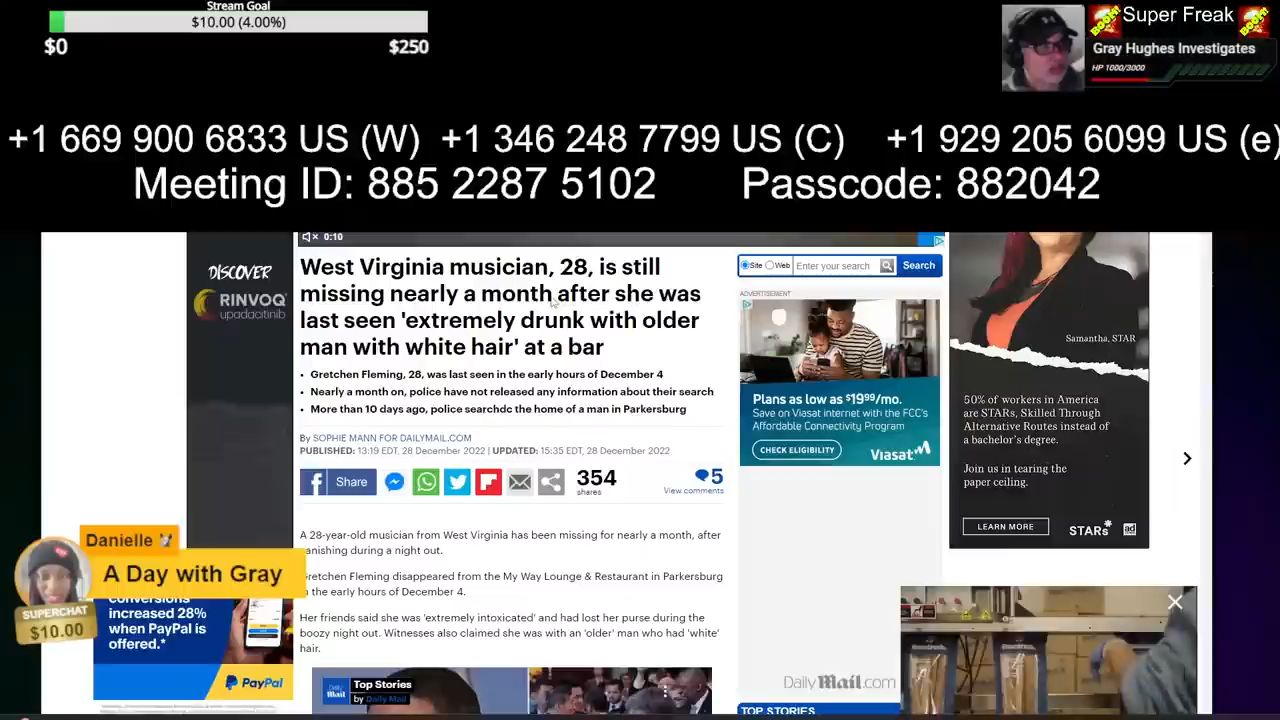 Stream Goal
$10.00 (4.00%)
$0 $250
Super Freak
Gray Hughes Investigates
HP 1000/3000
+1 669 900 6833 US (W) +1 346 248 7799 US (C) +1 929 205 6099 US (e)
Meeting ID: 885 2287 5102 Passcode: 882042
0:10
DISCOVER
RINVOQ
upadacitinib
West Virginia musician, 28, is still
missing nearly a month after she was
last seen 'extremely drunk with older
man with white hair' at a bar
• Gretchen Fleming, 28, was last seen in the early hours of December 4
• Nearly a month on, police have not released any information about their search
• More than 10 days ago, police searchdc the home of a man in Parkersburg
By SOPHIE MANN FOR DAILYMAIL.COM
PUBLISHED: 13:19 EDT, 28 December 2022 | UPDATED: 15:35 EDT, 28 December 2022
Share
354
shares
5
View comments
A 28-year-old musician from West Virginia has been missing for nearly a month, after
vanishing during a night out.
Gretchen Fleming disappeared from the My Way Lounge & Restaurant in Parkersburg
the early hours of December 4.
Her friends said she was 'extremely intoxicated' and had lost her purse during the
boozy night out. Witnesses also claimed she was with an 'older' man who had 'white'
hair.
Daily Mail
Top Stories
by Daily Mail
Site Web Enter your search Search
ADVERTISEMENT
Plans as low as $19⁹⁹/mo.
Save on Viasat internet with the FCC's
Affordable Connectivity Program
CHECK ELIGIBILITY
Viasat
DailyMail.com
TOP STORIES
Samantha, STAR
50% of workers in America
are STARs, Skilled Through
Alternative Routes instead of
a bachelor's degree.
Join us in tearing the
paper ceiling.
LEARN MORE
STARs
ad
Danielle
A Day with Gray
SUPERCHAT
$10.00
conversions
increased 28%
when PayPal is
offered.*
PayPal